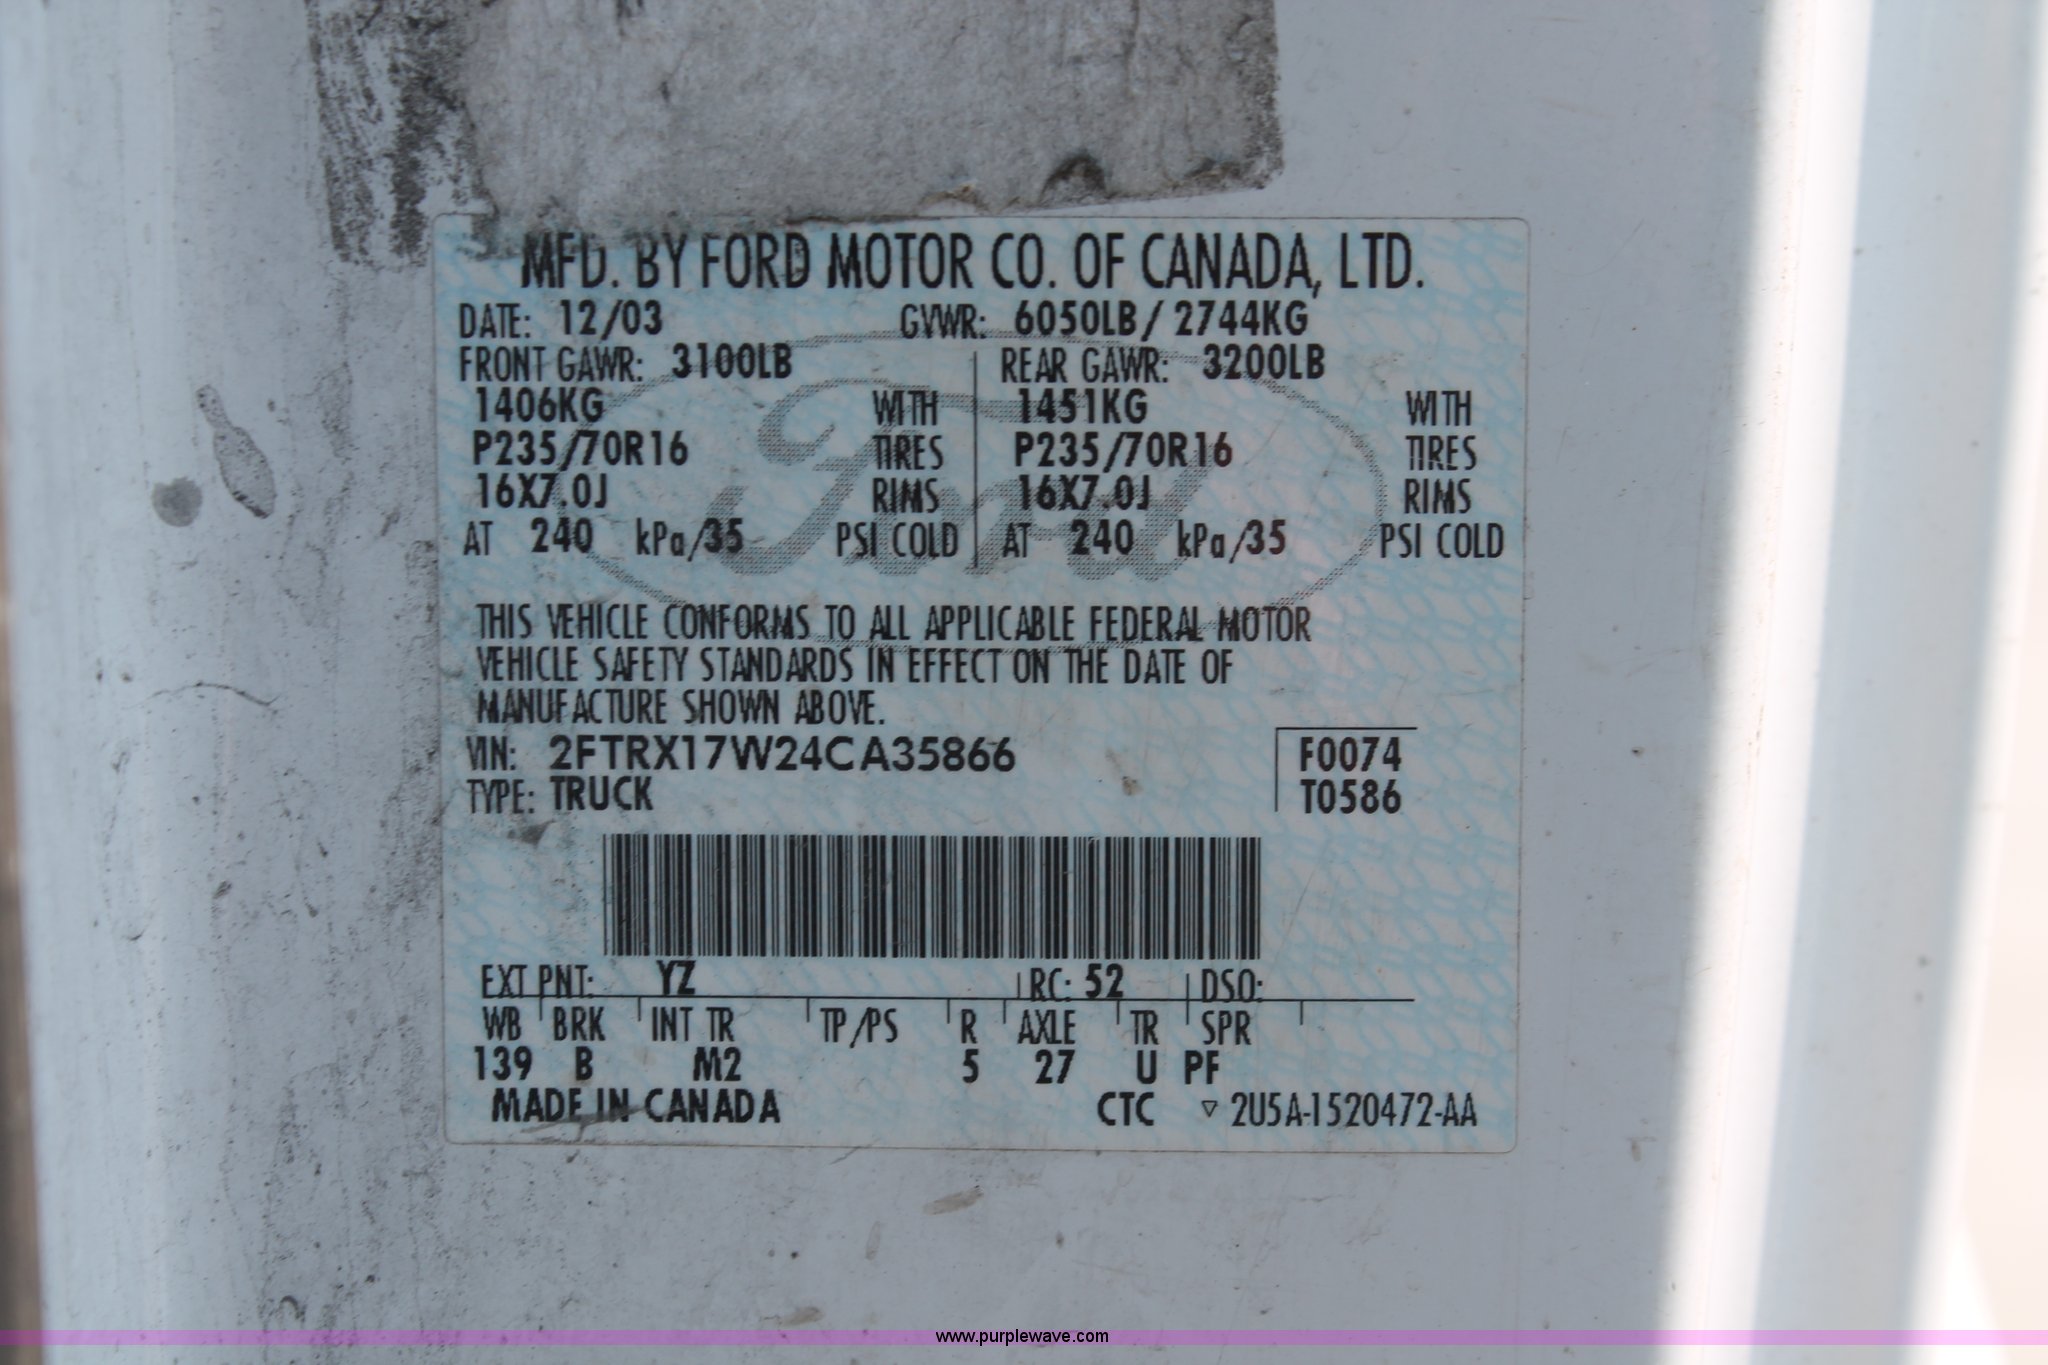 MFD. BY FORD MOTOR CO. OF CANADA, LTD.
DATE: 12/03 GVWR: 6050LB/ 2744KG
FRONT GAWR: 3100LB REAR GAWR: 3200LB
1406KG WITH 1451KG WITH
P235/70R16 TIRES P235/70R16 TIRES
16X7.0J RIMS 16X7.0J RIMS
AT 240 kPa/35 PSI COLD AT 240 kPa/35 PSI COLD
Ford
THIS VEHICLE CONFORMS TO ALL APPLICABLE FEDERAL MOTOR
VEHICLE SAFETY STANDARDS IN EFFECT ON THE DATE OF
MANUFACTURE SHOWN ABOVE.
VIN: 2FTRX17W24CA35866 F0074
TYPE: TRUCK T0586
EXT PNT: YZ RC: 52 DSO:
WB BRK INT TR TP/PS R AXLE TR SPR
139 B M2 5 27 U PF
MADE IN CANADA CTC ▽ 2U5A-1520472-AA
www.purplewave.com